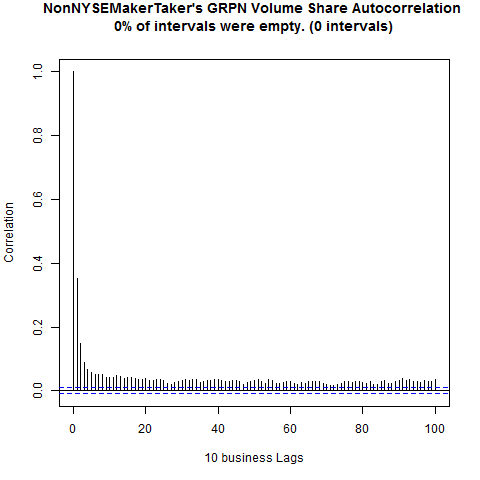 NonNYSEMakerTaker's GRPN Volume Share Autocorrelation
0% of intervals were empty. (0 intervals)
1.0
0.8
0.6
0.4
0.2
0.0
Correlation
0 20 40 60 80 100
10 business Lags